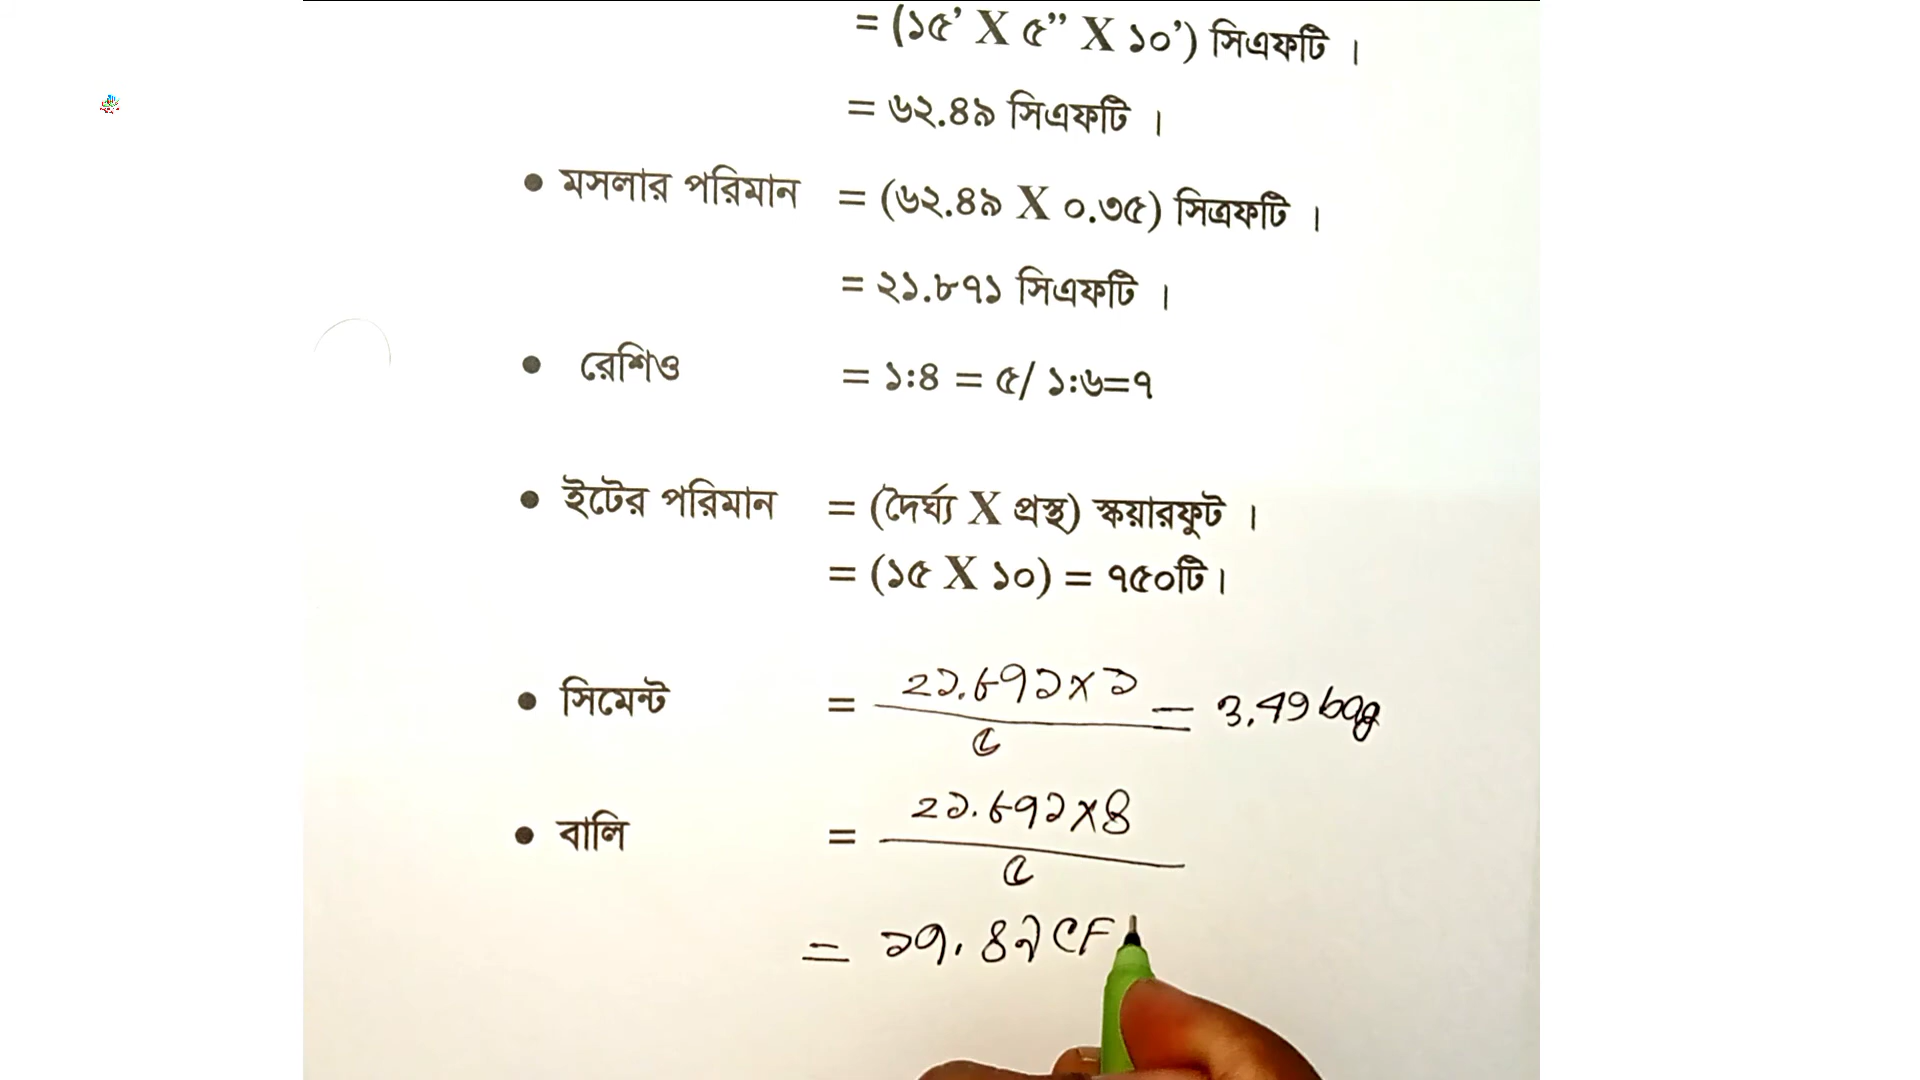 = (১৫’ X ৫” X ১০’) সিএফটি ।
= ৬২.৪৯ সিএফটি ।
• মসলার পরিমান = (৬২.৪৯ X ০.৩৫) সিত্রফটি ।
= ২১.৮৭১ সিএফটি ।
• রেশিও = ১:৪ = ৫/ ১:৬=৭
• ইটের পরিমান = (দৈর্ঘ্য X প্রস্থ) স্কয়ারফুট ।
= (১৫ X ১০) = ৭৫০টি।
• সিমেন্ট = ২১.৮৭১x১ = 3.49 bag
৫
• বালি = ২১.৮৭১x৪
৫
= ১৭.৪৯ CF